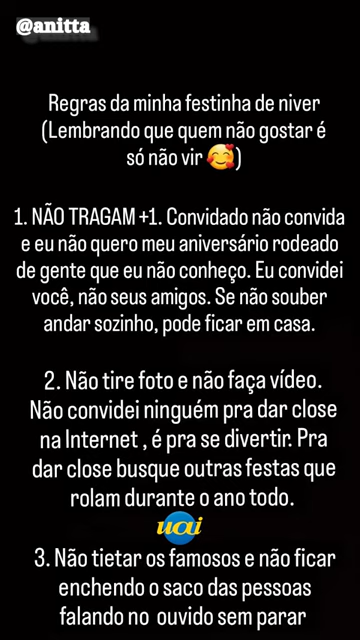 @anitta
Regras da minha festinha de niver
(Lembrando que quem não gostar é
só não vir 🥰)
1. NÃO TRAGAM +1. Convidado não convida
e eu não quero meu aniversário rodeado
de gente que eu não conheço. Eu convidei
você, não seus amigos. Se não souber
andar sozinho, pode ficar em casa.
2. Não tire foto e não faça vídeo.
Não convidei ninguém pra dar close
na Internet , é pra se divertir. Pra
dar close busque outras festas que
rolam durante o ano todo.
uai
3. Não tietar os famosos e não ficar
enchendo o saco das pessoas
falando no ouvido sem parar